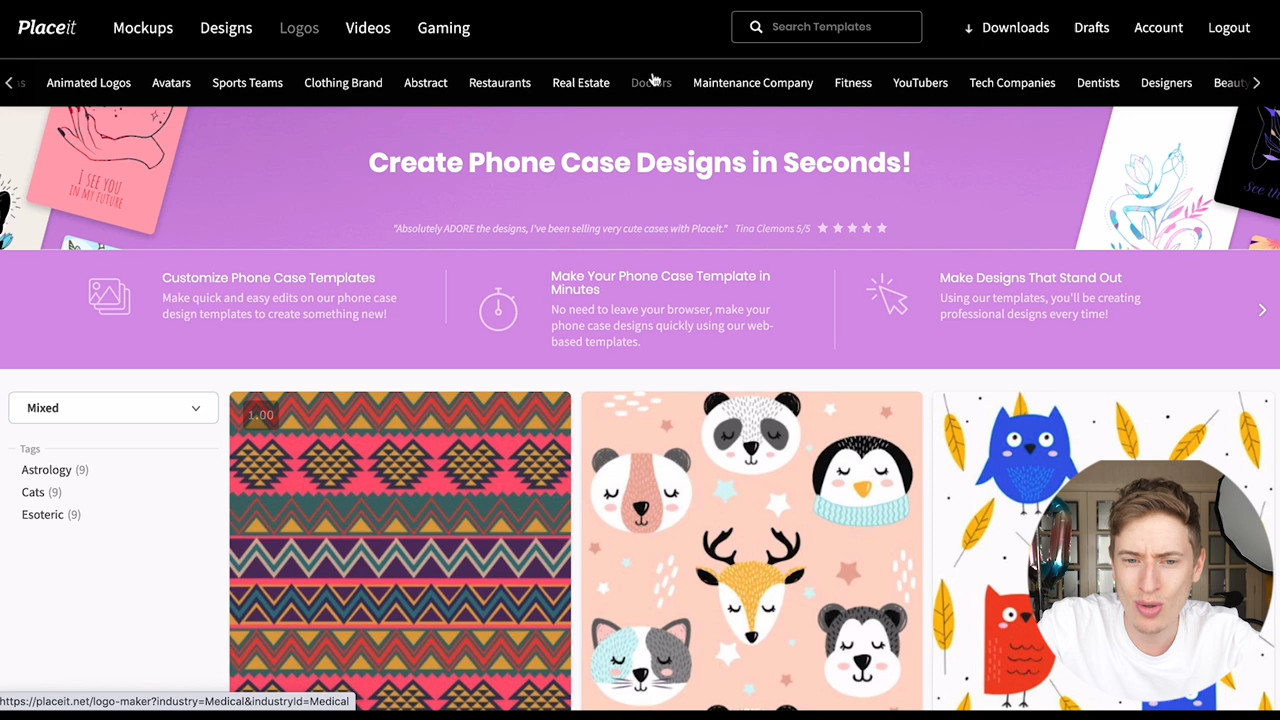 Placeit Mockups Designs Logos Videos Gaming Search Templates Downloads Drafts Account Logout
Animated Logos Avatars Sports Teams Clothing Brand Abstract Restaurants Real Estate Doctors Maintenance Company Fitness YouTubers Tech Companies Dentists Designers Beauty
Create Phone Case Designs in Seconds!
I SEE YOU
IN MY FUTURE
"Absolutely ADORE the designs, I've been selling very cute cases with Placeit." Tina Clemons 5/5
Customize Phone Case Templates
Make quick and easy edits on our phone case
design templates to create something new!
Make Your Phone Case Template in
Minutes
No need to leave your browser, make your
phone case designs quickly using our web-
based templates.
Make Designs That Stand Out
Using our templates, you'll be creating
professional designs every time!
Mixed
1.00
Tags
Astrology (9)
Cats (9)
Esoteric (9)
https://placeit.net/logo-maker?industry=Medical&industryId=Medical